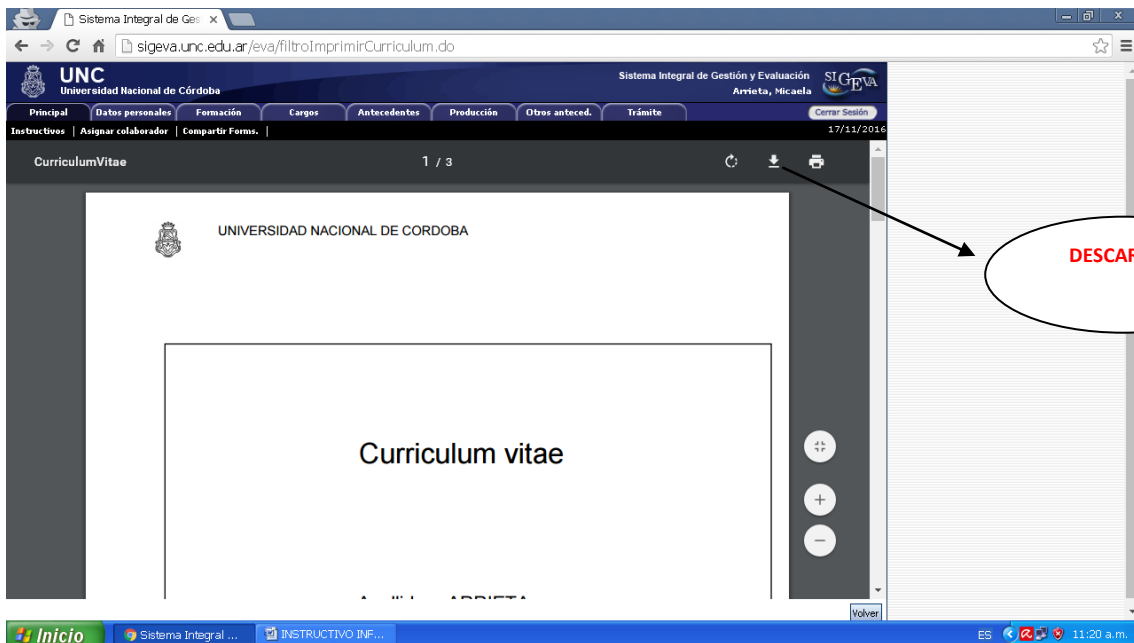 Sistema Integral de Ges
sigeva.unc.edu.ar/eva/filtroImprimirCurriculum.do
UNC
Universidad Nacional de Córdoba
Sistema Integral de Gestión y Evaluación
Arrieta, Micaela
SIGEVA
Principal Datos personales Formación Cargos Antecedentes Producción Otros anteced. Trámite Cerrar Sesión
Instructivos | Asignar colaborador | Compartir Forms. | 17/11/2016
CurriculumVitae 1 / 3
UNIVERSIDAD NACIONAL DE CORDOBA
DESCAR
Curriculum vitae
Volver
Inicio Sistema Integral ... INSTRUCTIVO INF... ES 11:20 a.m.